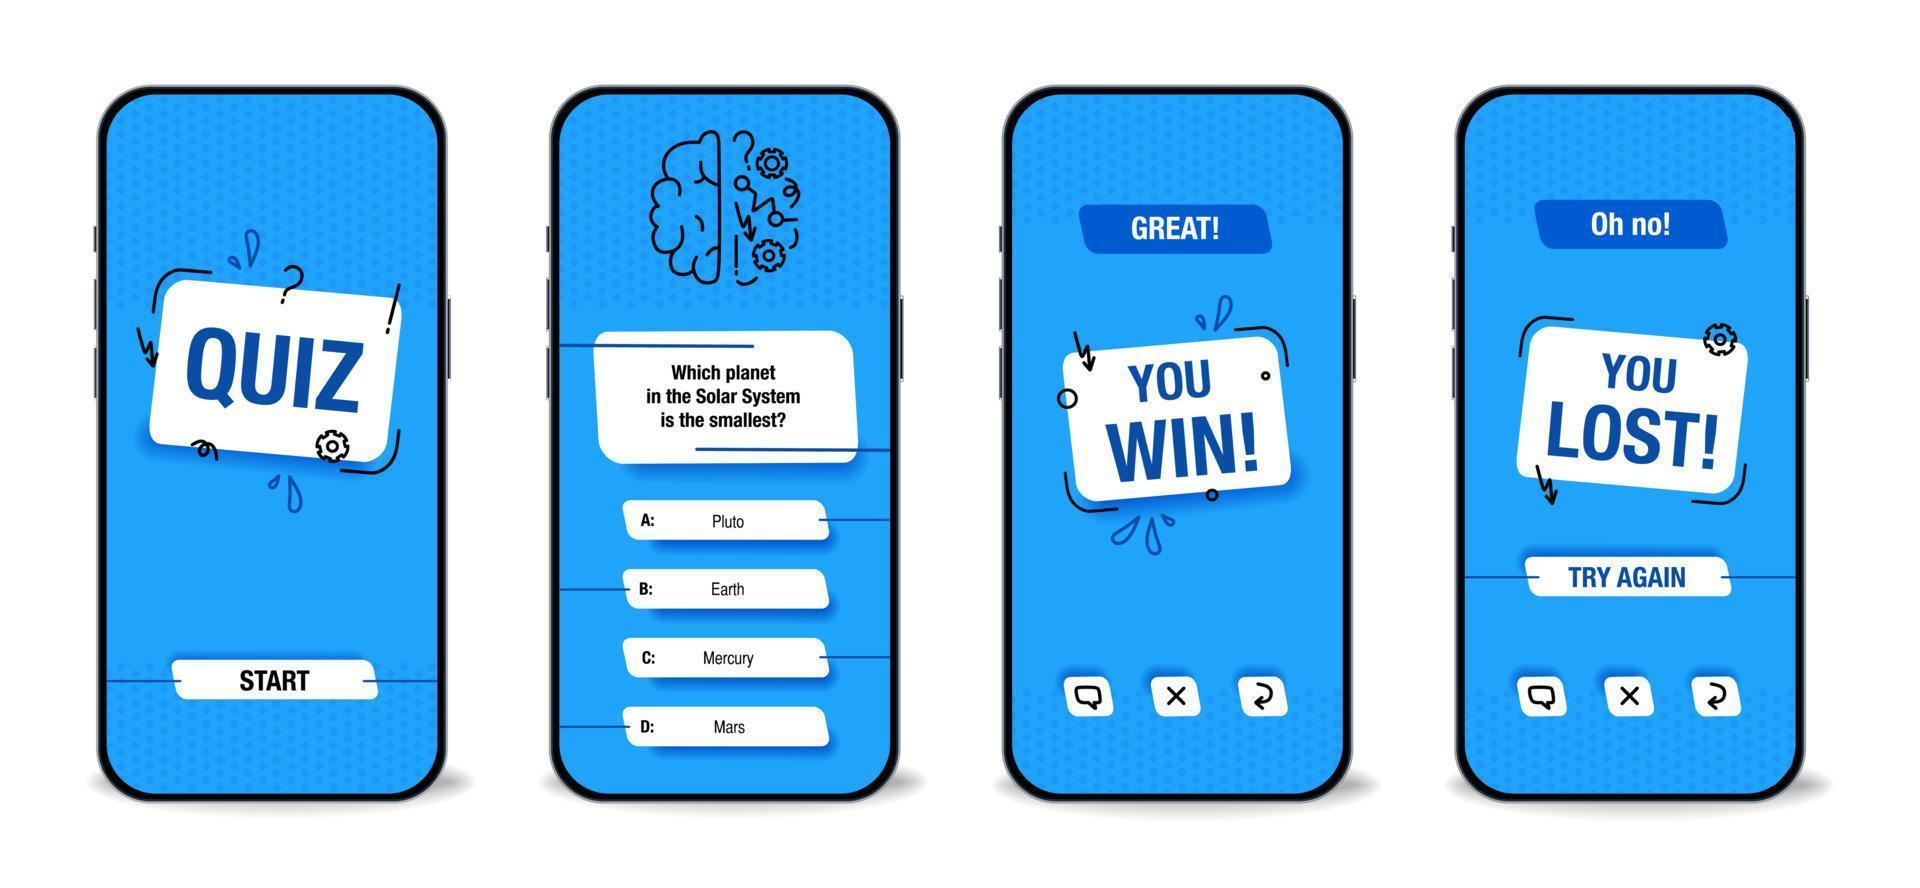 QUIZ
START
Which planet
in the Solar System
is the smallest?
A: Pluto
B: Earth
C: Mercury
D: Mars
GREAT!
YOU
WIN!
Oh no!
YOU
LOST!
TRY AGAIN